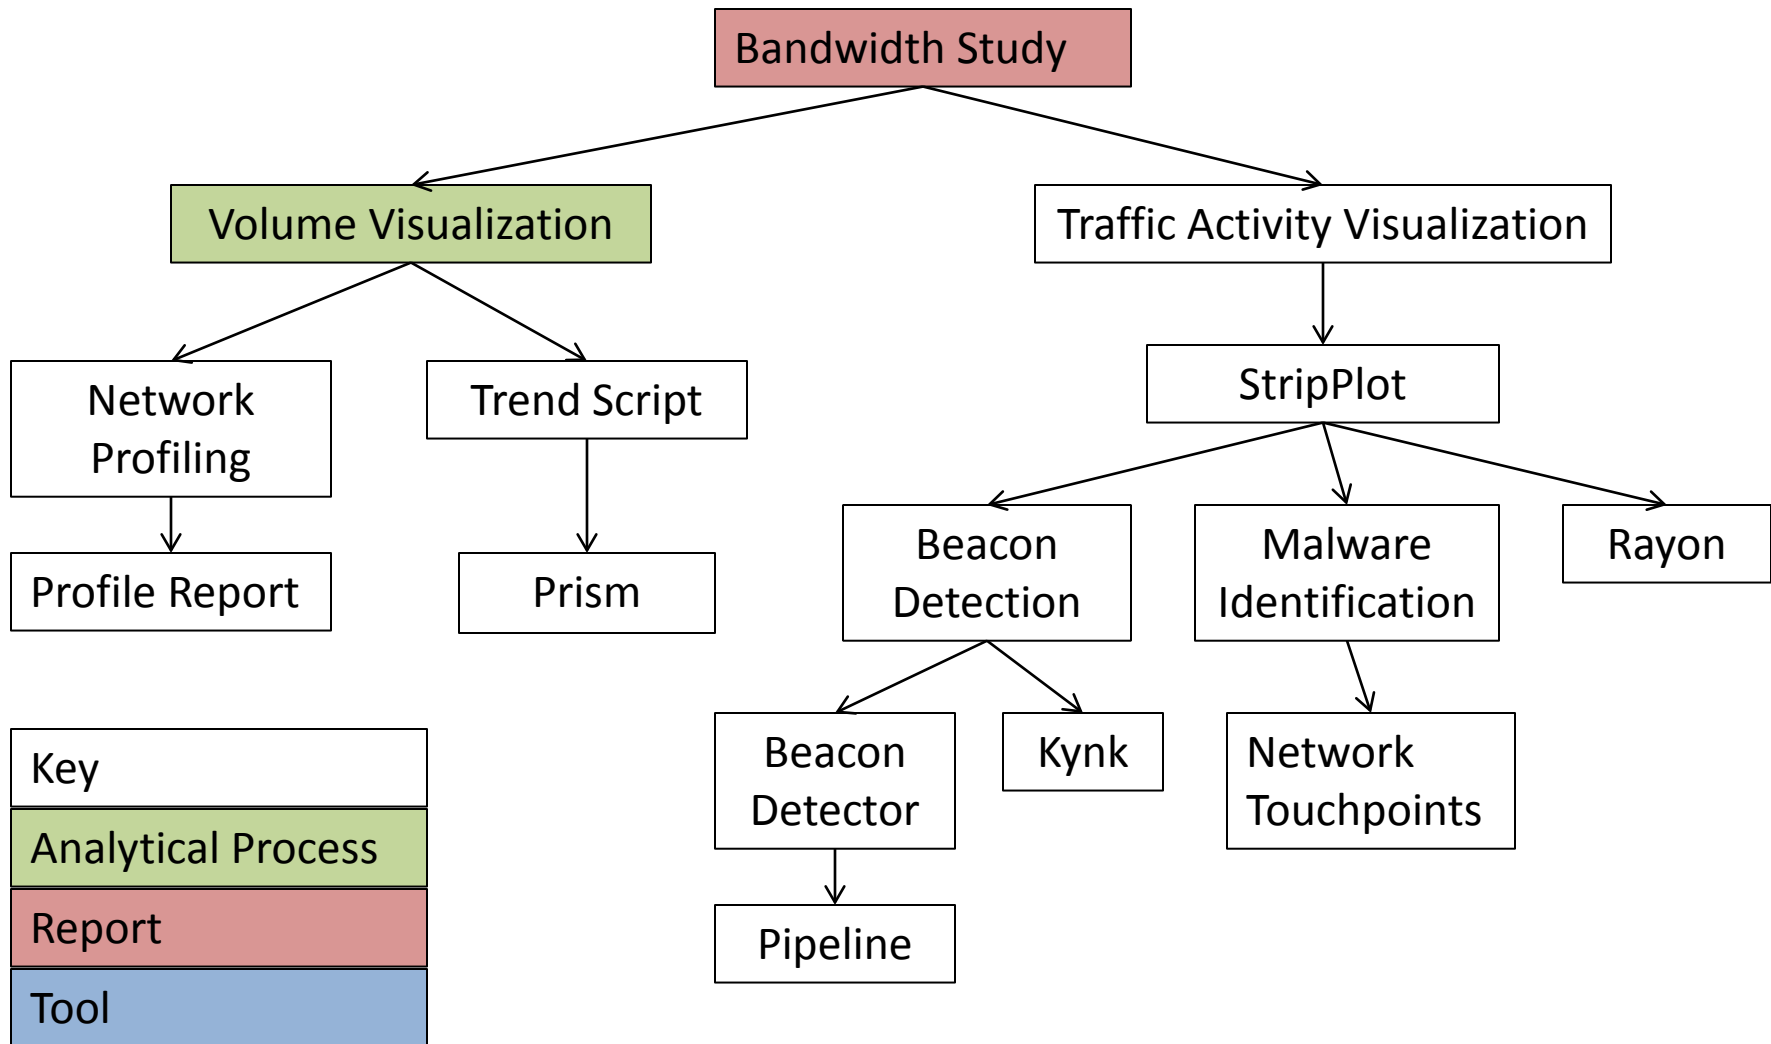 Bandwidth Study
Volume Visualization
Traffic Activity Visualization
Network
Profiling
Trend Script
StripPlot
Profile Report
Prism
Beacon
Detection
Malware
Identification
Rayon
Beacon
Detector
Kynk
Network
Touchpoints
Pipeline
Key
Analytical Process
Report
Tool